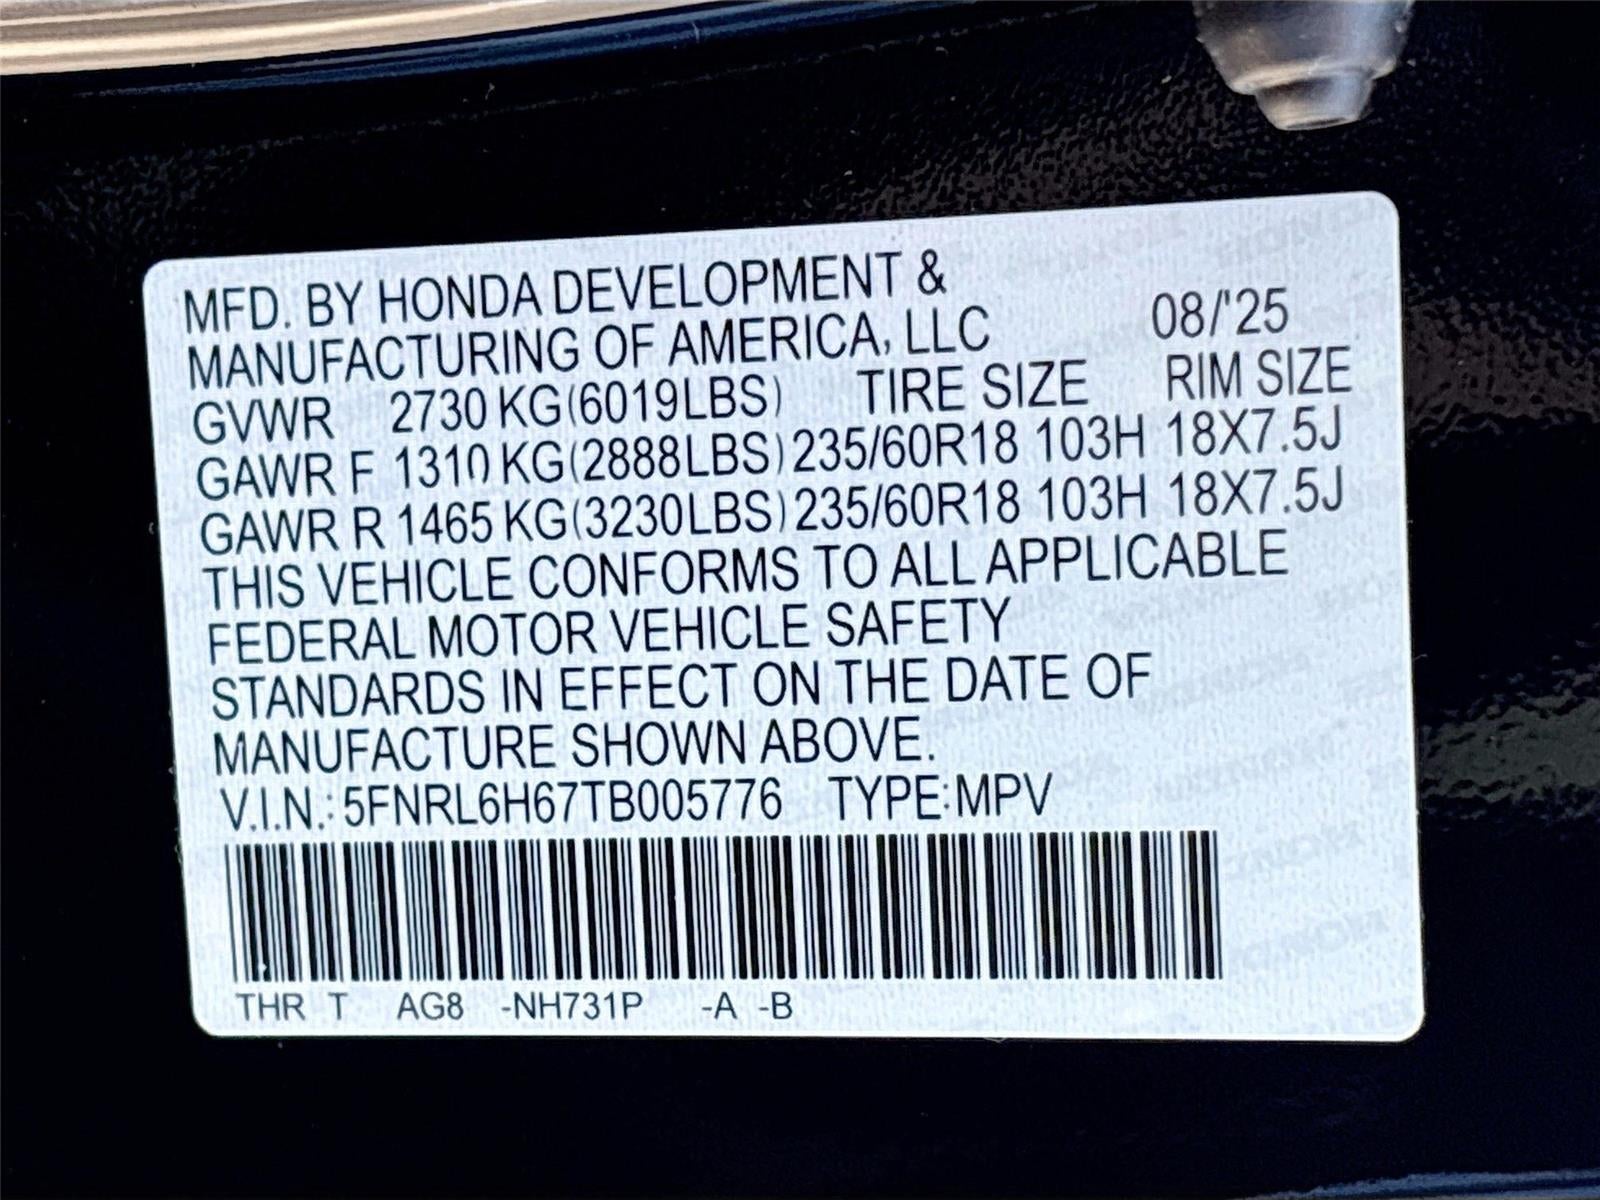 MFD. BY HONDA DEVELOPMENT &
MANUFACTURING OF AMERICA, LLC 08/'25
GVWR 2730 KG(6019LBS) TIRE SIZE RIM SIZE
GAWR F 1310 KG(2888LBS) 235/60R18 103H 18X7.5J
GAWR R 1465 KG(3230LBS) 235/60R18 103H 18X7.5J
THIS VEHICLE CONFORMS TO ALL APPLICABLE
FEDERAL MOTOR VEHICLE SAFETY
STANDARDS IN EFFECT ON THE DATE OF
MANUFACTURE SHOWN ABOVE.
V.I.N.: 5FNRL6H67TB005776 TYPE: MPV
THR T AG8 -NH731P -A -B